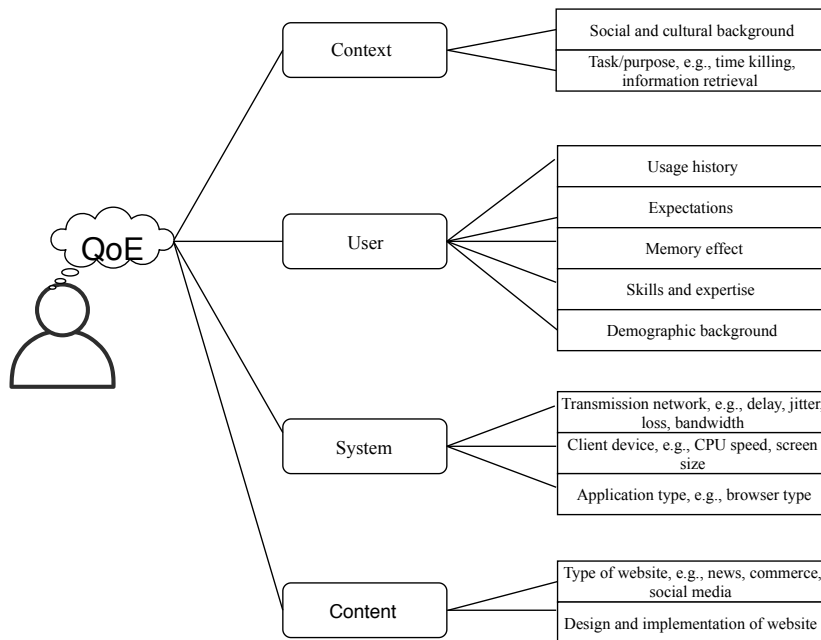 QoE
Context
Social and cultural background
Task/purpose, e.g., time killing,
information retrieval
User
Usage history
Expectations
Memory effect
Skills and expertise
Demographic background
System
Transmission network, e.g., delay, jitter,
loss, bandwidth
Client device, e.g., CPU speed, screen
size
Application type, e.g., browser type
Content
Type of website, e.g., news, commerce,
social media
Design and implementation of website